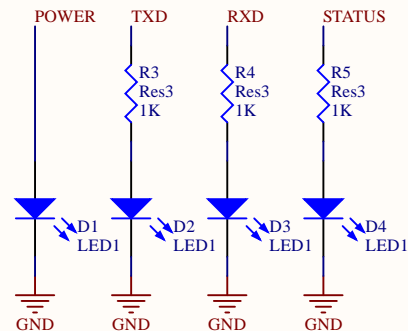 POWER TXD RXD STATUS
R3 R4 R5
Res3 Res3 Res3
1K 1K 1K
D1 D2 D3 D4
LED1 LED1 LED1 LED1
GND GND GND GND